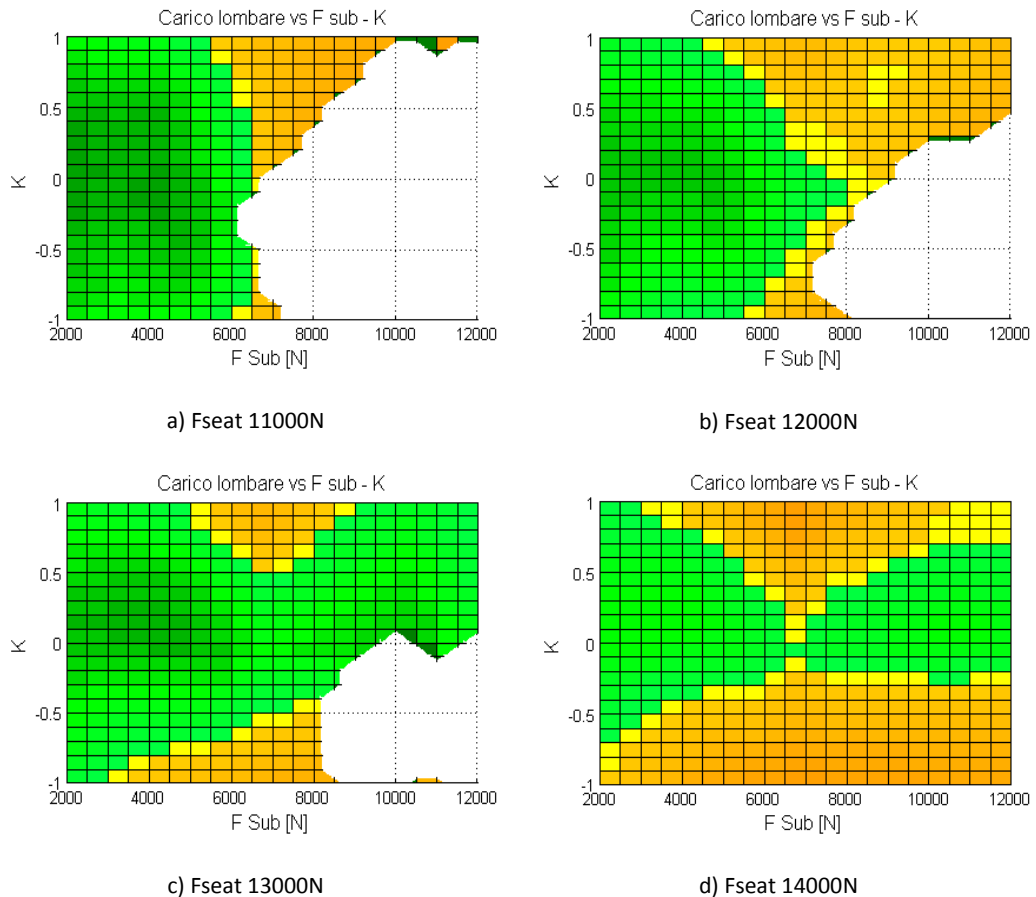 Carico lombare vs F sub - K
1
0.5
K
0
-0.5
-1
2000 4000 6000 8000 10000 12000
F Sub [N]
a) Fseat 11000N
Carico lombare vs F sub - K
1
0.5
K
0
-0.5
-1
2000 4000 6000 8000 10000 12000
F Sub [N]
b) Fseat 12000N
Carico lombare vs F sub - K
1
0.5
K
0
-0.5
-1
2000 4000 6000 8000 10000 12000
F Sub [N]
c) Fseat 13000N
Carico lombare vs F sub - K
1
0.5
K
0
-0.5
-1
2000 4000 6000 8000 10000 12000
F Sub [N]
d) Fseat 14000N